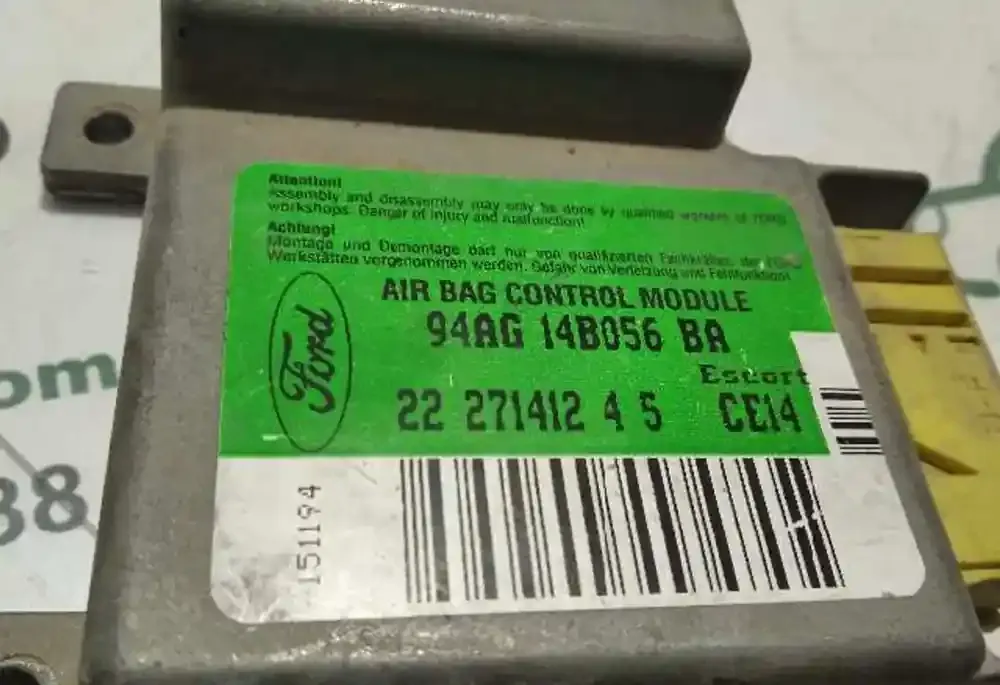 Attention!
Assembly and disassembly may only be done by qualified workers of FORD
workshops. Danger of injury and malfunction!
Achtung!
Montage und Demontage darf nur von qualifizierten Fachkräften der
Werkstätten vorgenommen werden. Gefahr von Verletzung und Fehlfunktion!
AIR BAG CONTROL MODULE
94AG 14B056 BA
Ford
Escort
22 271412 4 5 CE14
151194
om
38